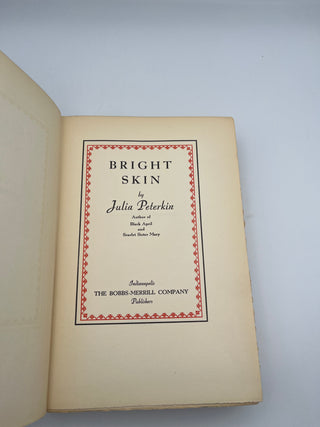 BRIGHT
SKIN
by
Julia Peterkin
Author of
Black April
and
Scarlet Sister Mary
Indianapolis
THE BOBBS-MERRILL COMPANY
Publishers